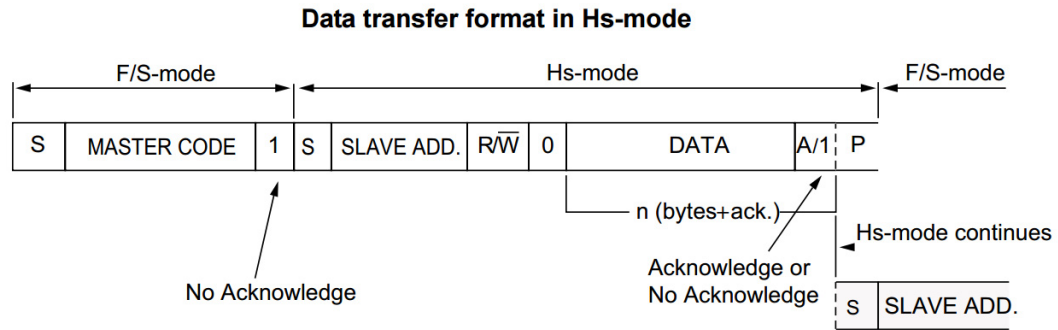 Data transfer format in Hs-mode
F/S-mode
Hs-mode
F/S-mode
S
MASTER CODE
1
S
SLAVE ADD.
R/W̅
0
DATA
A/1
P
n (bytes+ack.)
Hs-mode continues
No Acknowledge
Acknowledge or
No Acknowledge
S
SLAVE ADD.